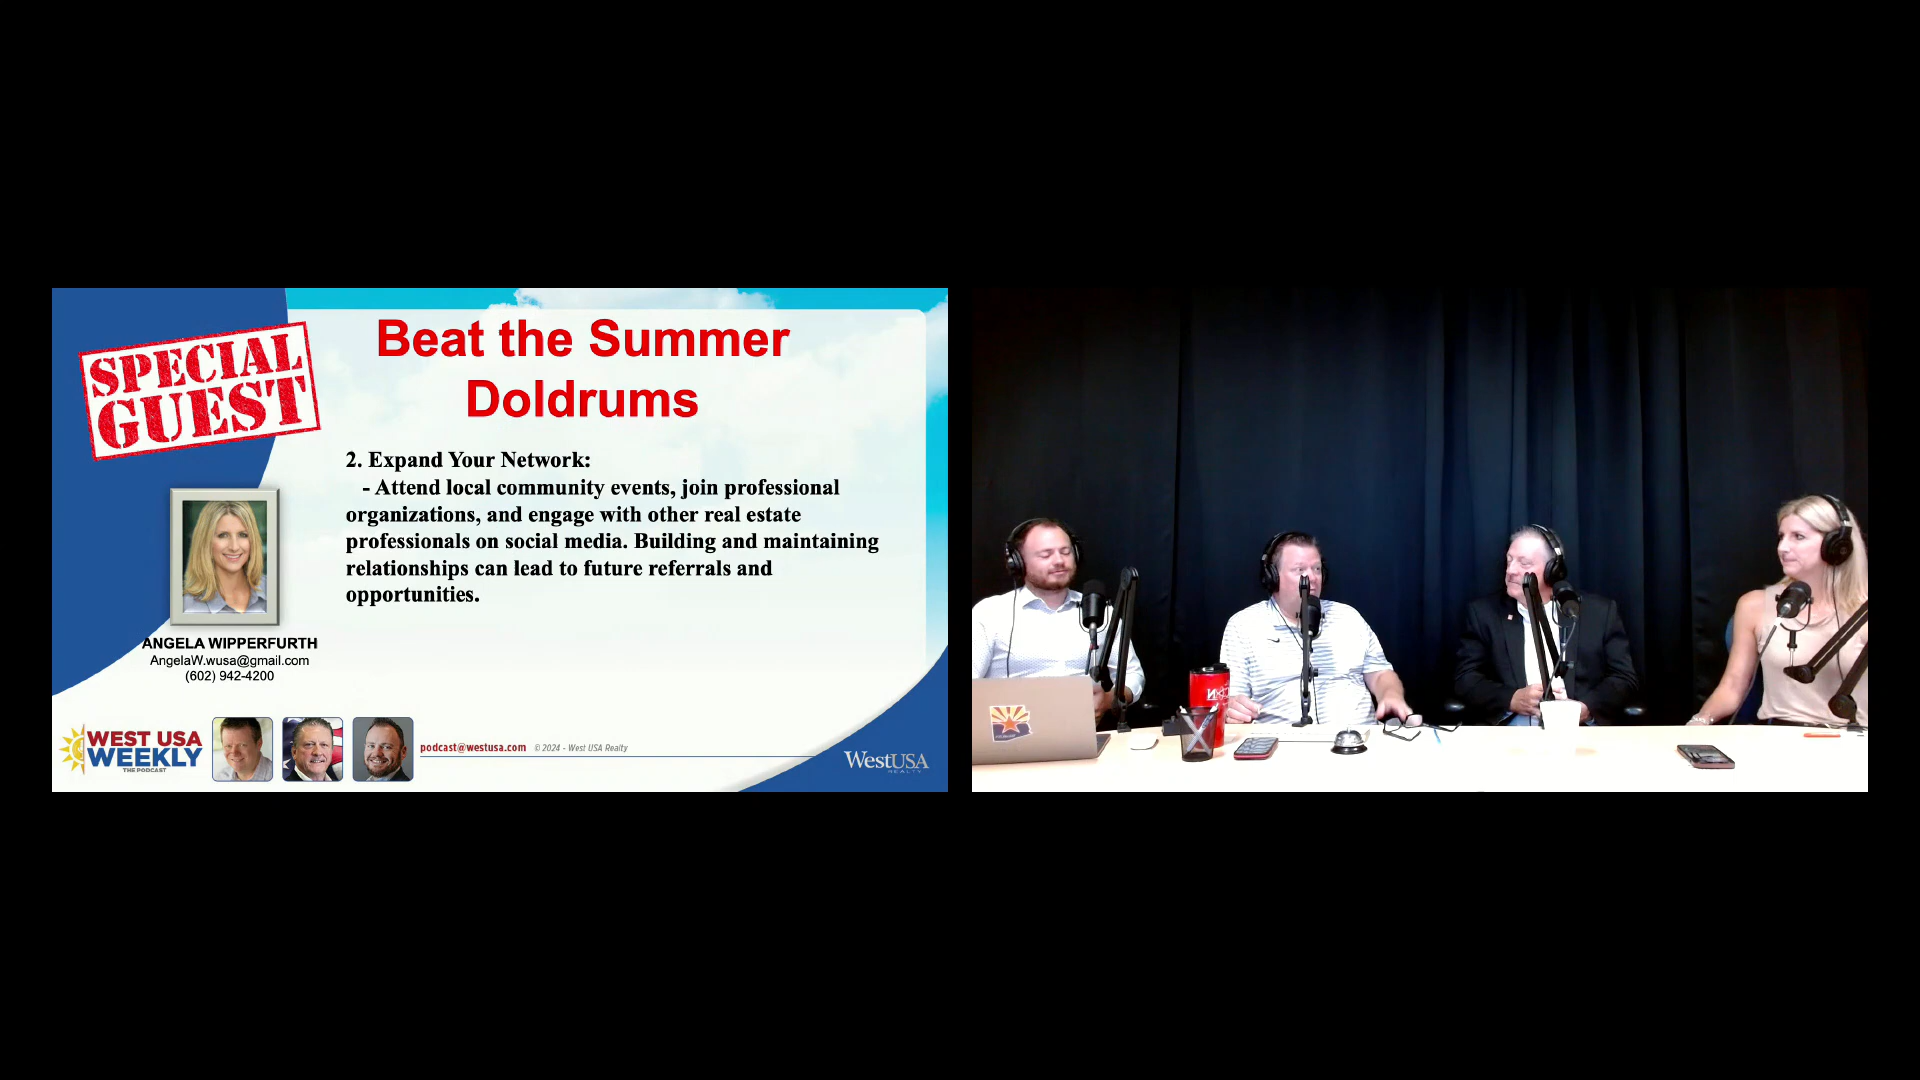 SPECIAL
GUEST
Beat the Summer
Doldrums
2. Expand Your Network:
- Attend local community events, join professional
organizations, and engage with other real estate
professionals on social media. Building and maintaining
relationships can lead to future referrals and
opportunities.
ANGELA WIPPERFURTH
AngelaW.wusa@gmail.com
(602) 942-4200
WEST USA
WEEKLY
THE PODCAST
podcast@westusa.com © 2024 - West USA Realty
WestUSA
REALTY